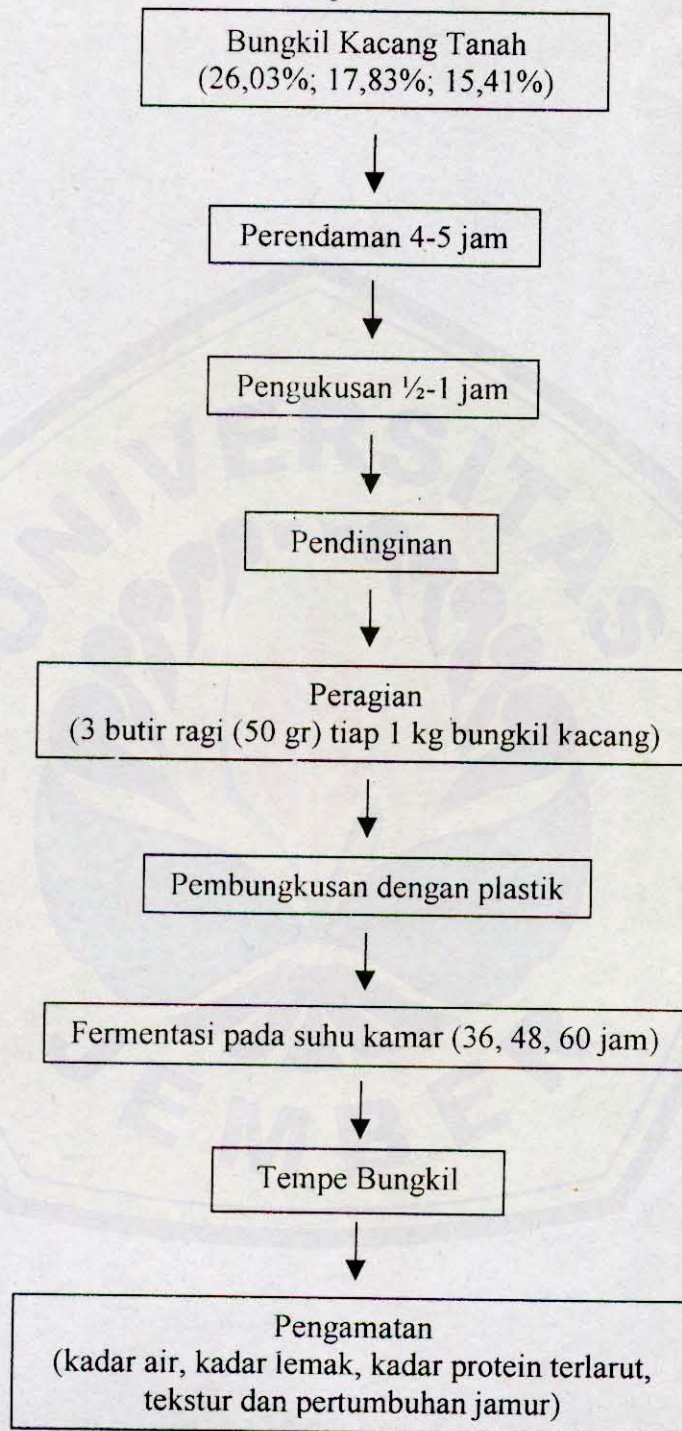 Bungkil Kacang Tanah
(26,03%; 17,83%; 15,41%)
Perendaman 4-5 jam
Pengukusan ½-1 jam
Pendinginan
Peragian
(3 butir ragi (50 gr) tiap 1 kg bungkil kacang)
Pembungkusan dengan plastik
Fermentasi pada suhu kamar (36, 48, 60 jam)
Tempe Bungkil
Pengamatan
(kadar air, kadar lemak, kadar protein terlarut,
tekstur dan pertumbuhan jamur)
UNIVERSITAS
JEMBER